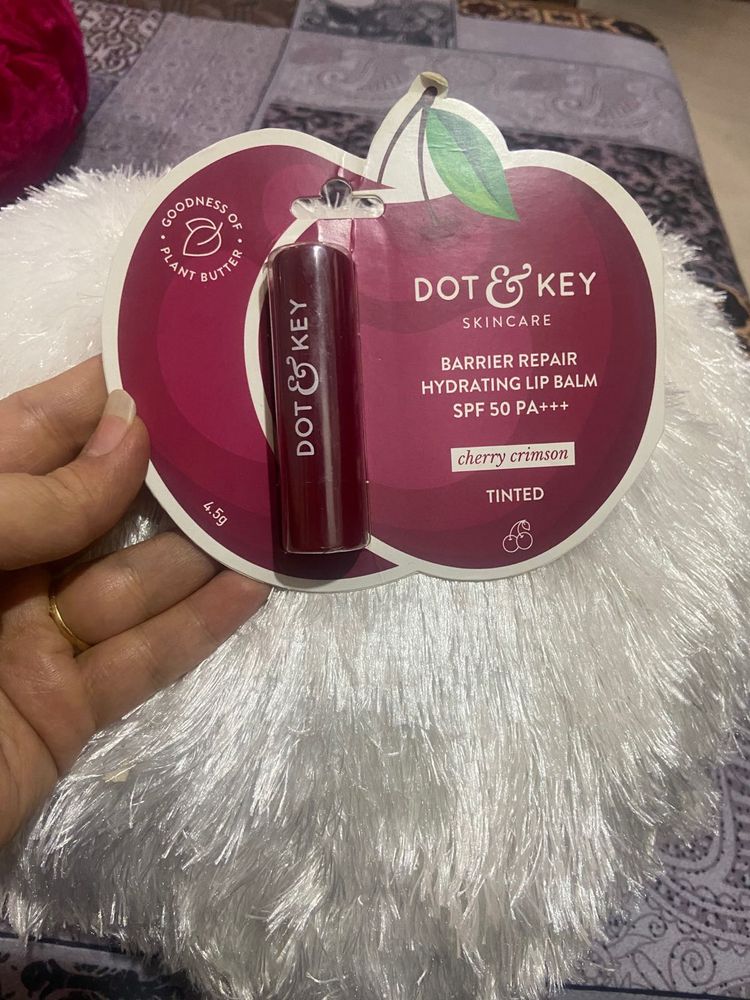 GOODNESS OF
PLANT BUTTER
DOT & KEY
4.5g
DOT & KEY
SKINCARE
BARRIER REPAIR
HYDRATING LIP BALM
SPF 50 PA+++
cherry crimson
TINTED